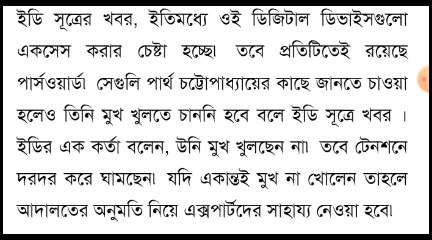 ইডি সূত্রের খবর, ইতিমধ্যে ওই ডিজিটাল ডিভাইসগুলো
একসেস করার চেষ্টা হচ্ছে। তবে প্রতিটিতেই রয়েছে
পার্সওয়ার্ড। সেগুলি পার্থ চট্টোপাধ্যায়ের কাছে জানতে চাওয়া
হলেও তিনি মুখ খুলতে চাননি হবে বলে ইডি সূত্রে খবর ।
ইডির এক কর্তা বলেন, উনি মুখ খুলছেন না। তবে টেনশনে
দরদর করে ঘামছেন। যদি একান্তই মুখ না খোলেন তাহলে
আদালতের অনুমতি নিয়ে এক্সপার্টদের সাহায্য নেওয়া হবে।